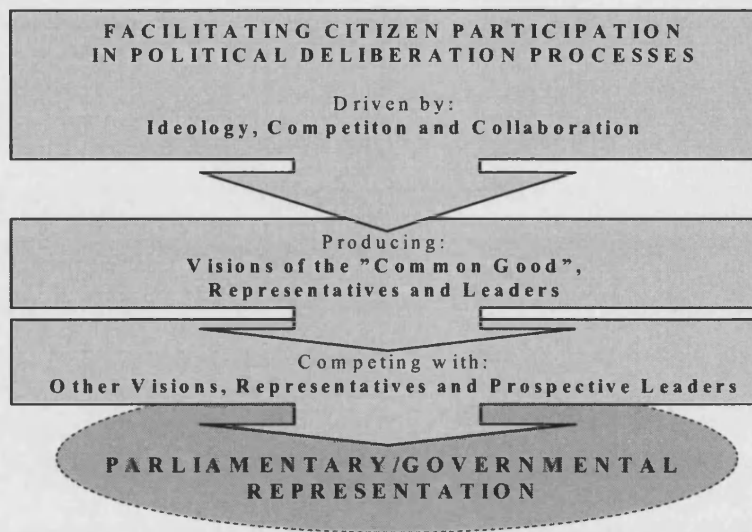 FACILITATING CITIZEN PARTICIPATION
IN POLITICAL DELIBERATION PROCESSES
Driven by:
Ideology, Competiton and Collaboration
Producing:
Visions of the "Common Good",
Representatives and Leaders
Competing with:
Other Visions, Representatives and Prospective Leaders
PARLIAMENTARY/GOVERNMENTAL
REPRESENTATION